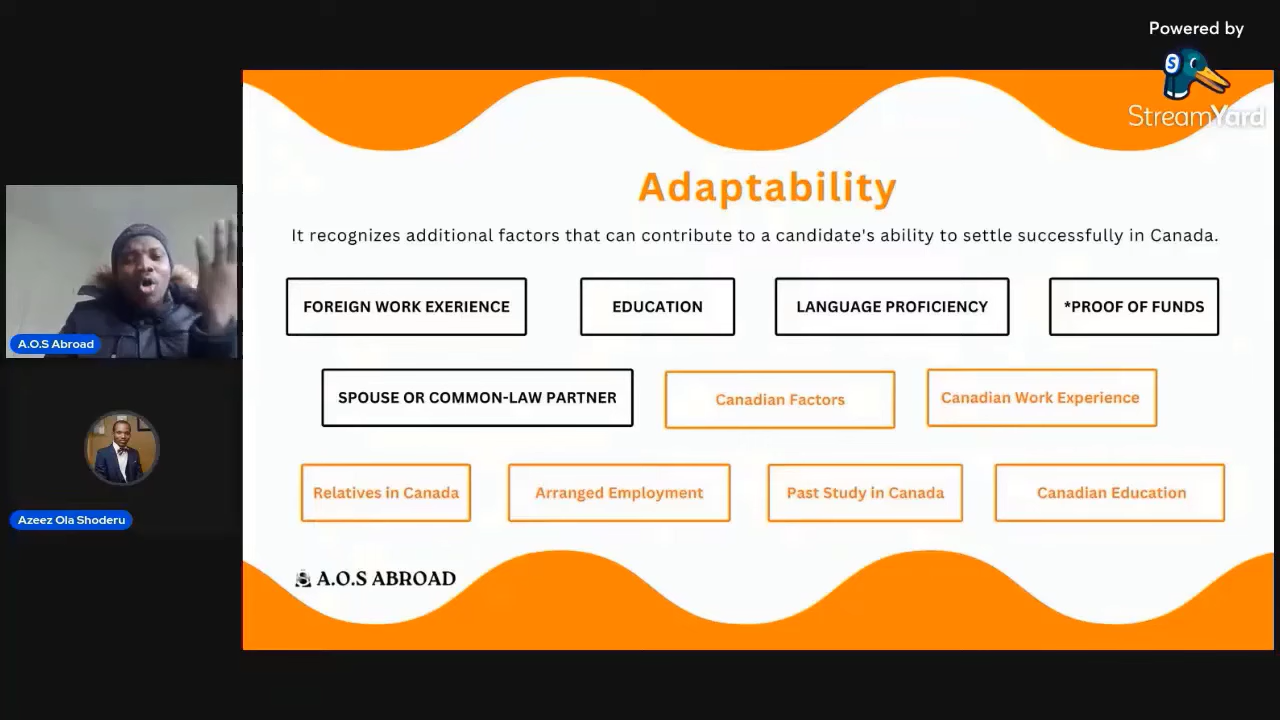 Powered by
StreamYard
Adaptability
It recognizes additional factors that can contribute to a candidate's ability to settle successfully in Canada.
FOREIGN WORK EXERIENCE
EDUCATION
LANGUAGE PROFICIENCY
*PROOF OF FUNDS
SPOUSE OR COMMON-LAW PARTNER
Canadian Factors
Canadian Work Experience
Relatives in Canada
Arranged Employment
Past Study in Canada
Canadian Education
A.O.S ABROAD
A.O.S Abroad
Azeez Ola Shoderu